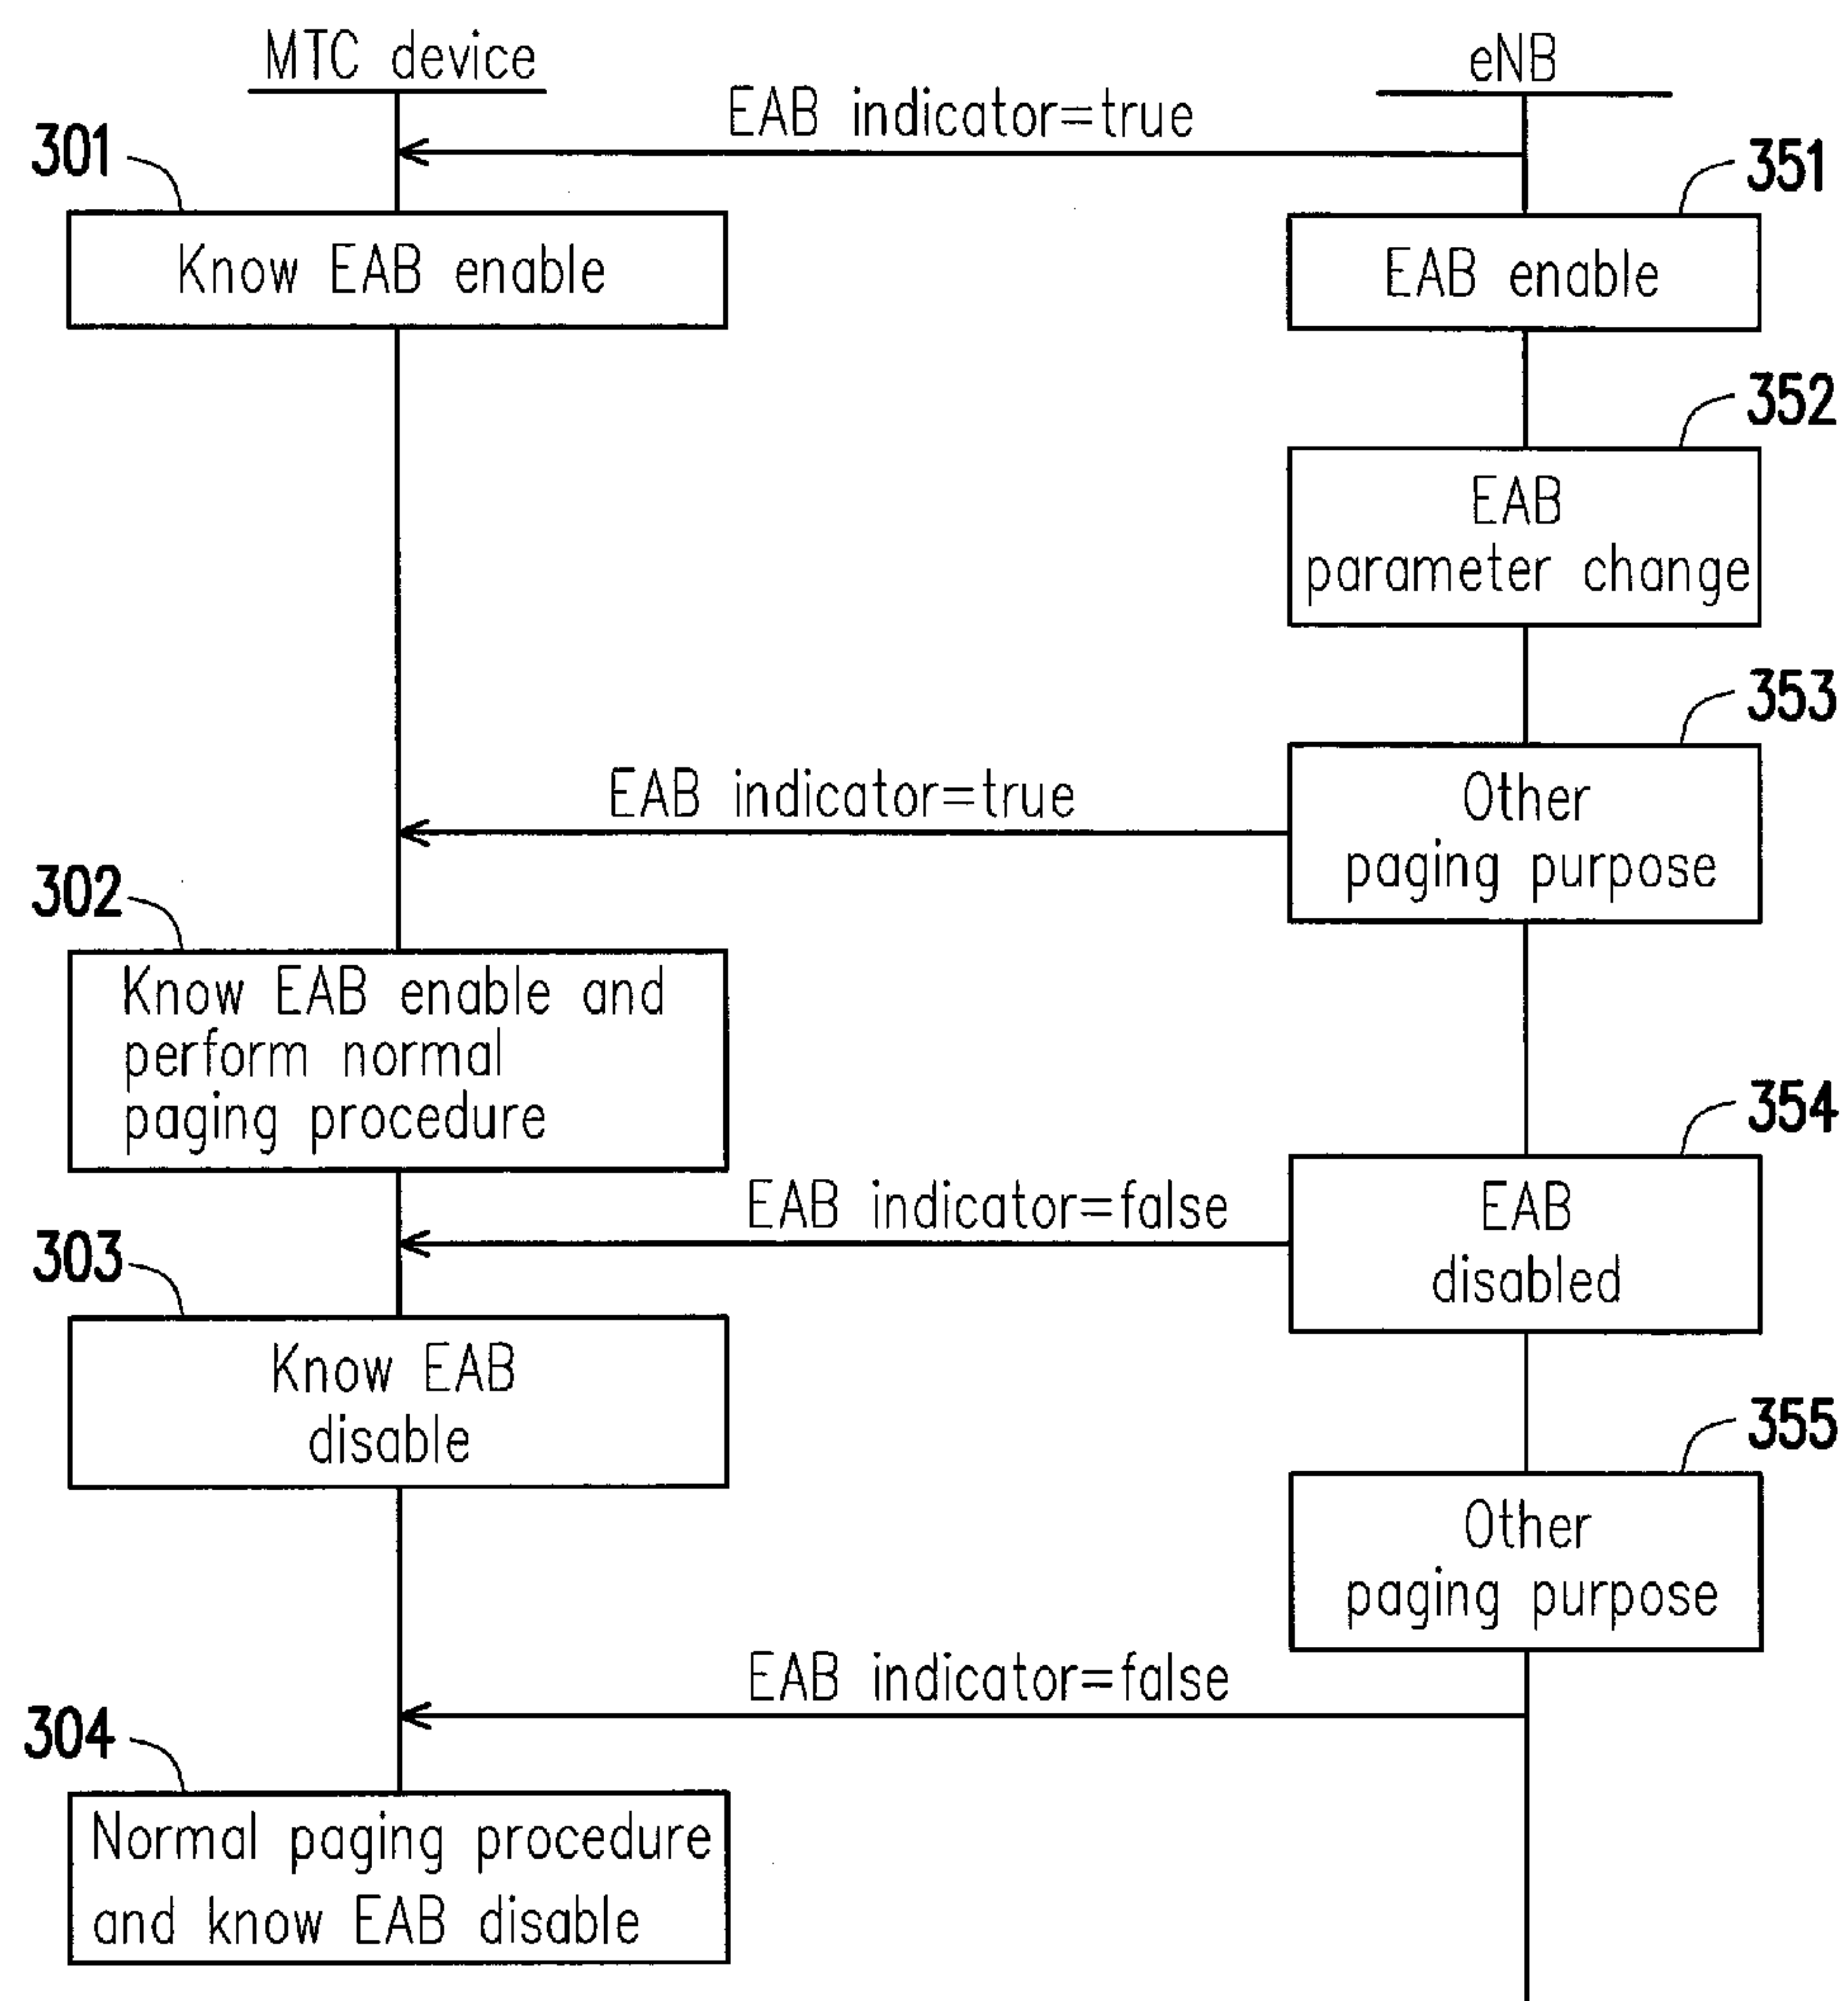 MTC device
eNB
EAB indicator=true
301
351
Know EAB enable
EAB enable
352
EAB
parameter change
353
EAB indicator=true
Other
paging purpose
302
Know EAB enable and
perform normal
paging procedure
354
EAB indicator=false
EAB
disabled
303
Know EAB
disable
355
Other
paging purpose
EAB indicator=false
304
Normal paging procedure
and know EAB disable